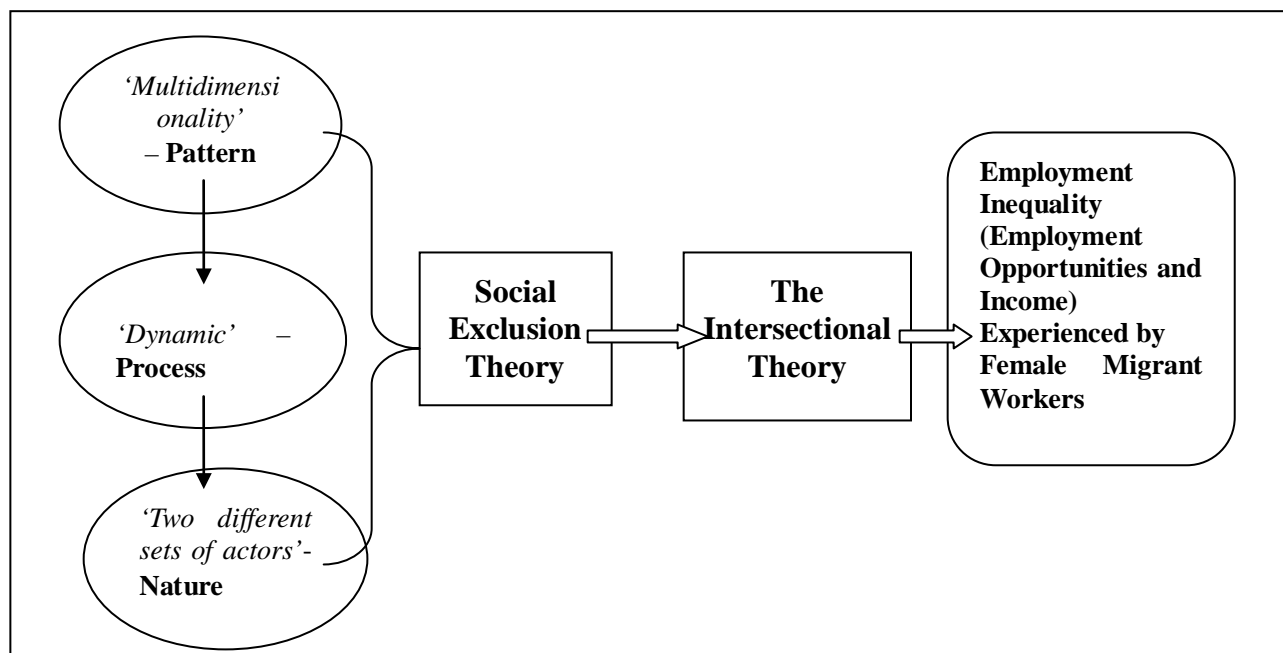 ‘Multidimensi
onality’
– Pattern
‘Dynamic’ –
Process
‘Two different
sets of actors’-
Nature
Social
Exclusion
Theory
The
Intersectional
Theory
Employment
Inequality
(Employment
Opportunities and
Income)
Experienced by
Female Migrant
Workers